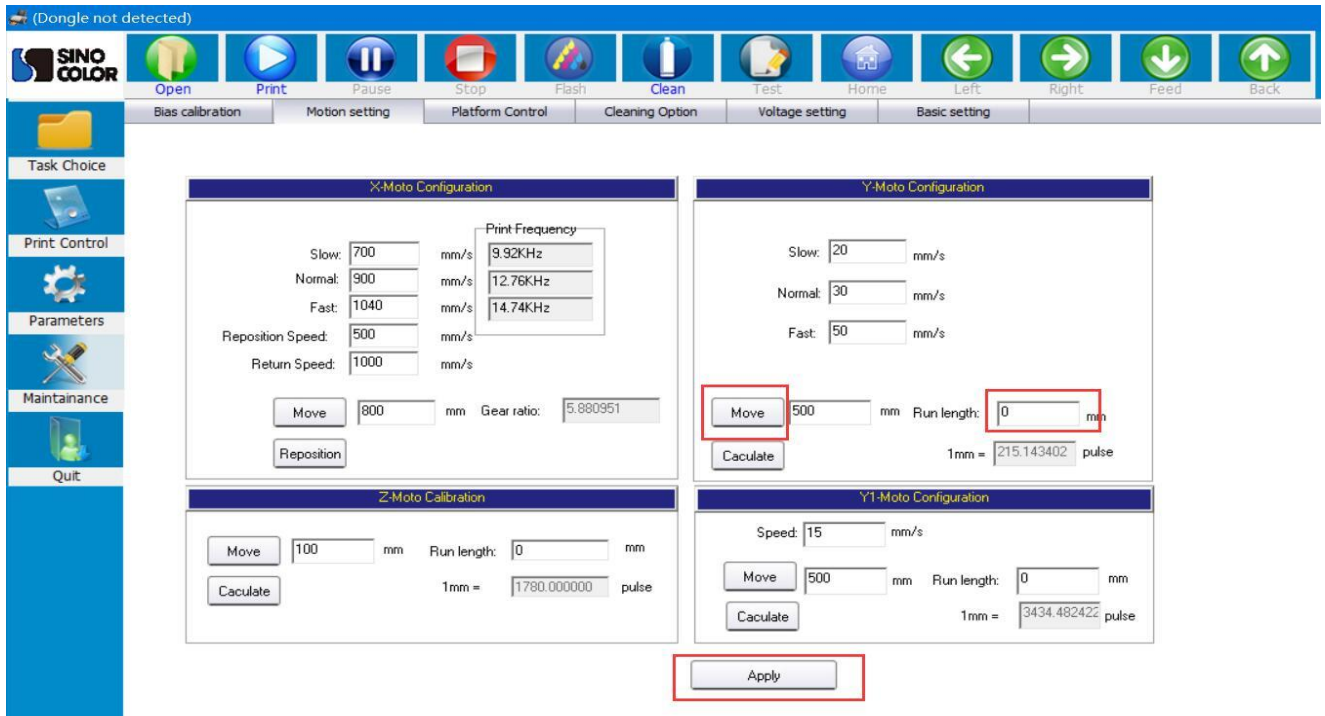 (Dongle not detected)
SINO COLOR
Open Print Pause Stop Flash Clean Test Home Left Right Feed Back
Bias calibration Motion setting Platform Control Cleaning Option Voltage setting Basic setting
Task Choice
Print Control
Parameters
Maintainance
Quit
X-Moto Configuration
Print Frequency
Slow: 700 mm/s 9.92KHz
Normal: 900 mm/s 12.76KHz
Fast: 1040 mm/s 14.74KHz
Reposition Speed: 500 mm/s
Return Speed: 1000 mm/s
Move 800 mm Gear ratio: 5.880951
Reposition
Y-Moto Configuration
Slow: 20 mm/s
Normal: 30 mm/s
Fast: 50 mm/s
Move 500 mm Run length: 0 mm
Caculate 1mm = 215.143402 pulse
Z-Moto Calibration
Move 100 mm Run length: 0 mm
Caculate 1mm = 1780.000000 pulse
Y1-Moto Configuration
Speed: 15 mm/s
Move 500 mm Run length: 0 mm
Caculate 1mm = 3434.482422 pulse
Apply